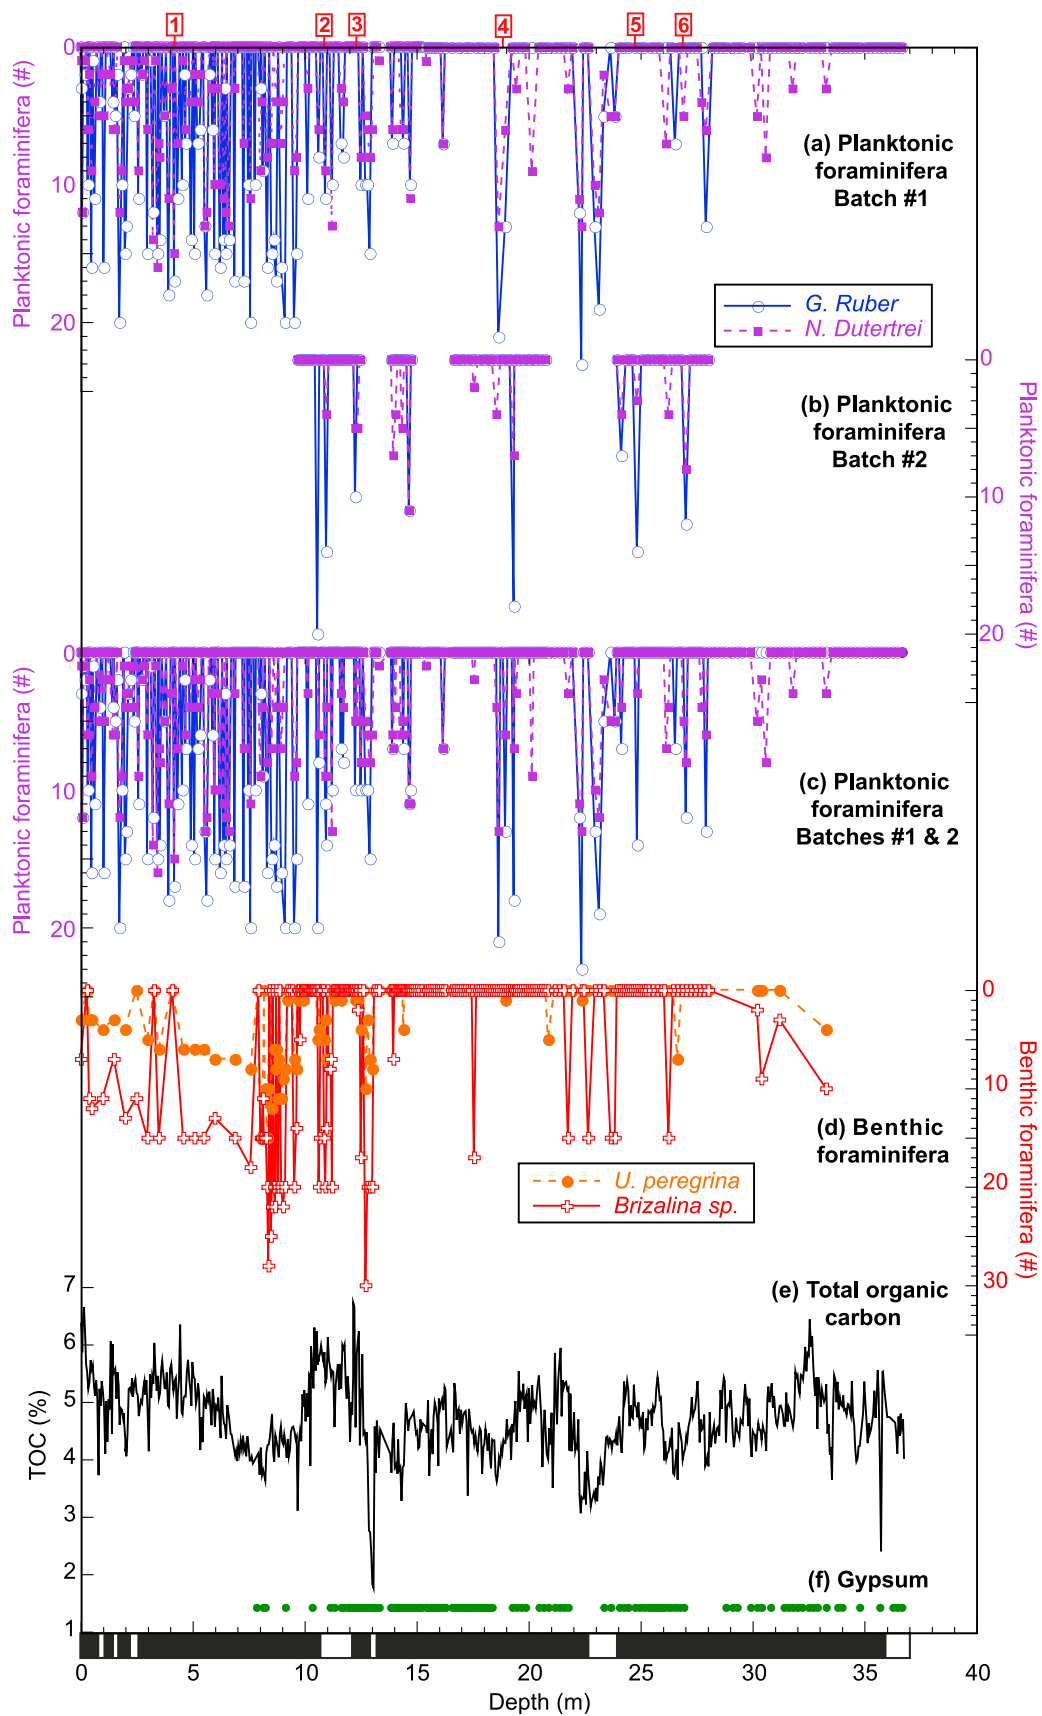 1 2 3 4 5 6
0
10
20
Planktonic foraminifera (#)
(a) Planktonic
foraminifera
Batch #1
G. Ruber
N. Dutertrei
0
10
20
Planktonic foraminifera (#)
(b) Planktonic
foraminifera
Batch #2
0
10
20
Planktonic foraminifera (#)
(c) Planktonic
foraminifera
Batches #1 & 2
0
10
20
30
Benthic foraminifera (#)
(d) Benthic
foraminifera
U. peregrina
Brizalina sp.
7
6
5
4
3
2
1
TOC (%)
(e) Total organic
carbon
(f) Gypsum
0 5 10 15 20 25 30 35 40
Depth (m)